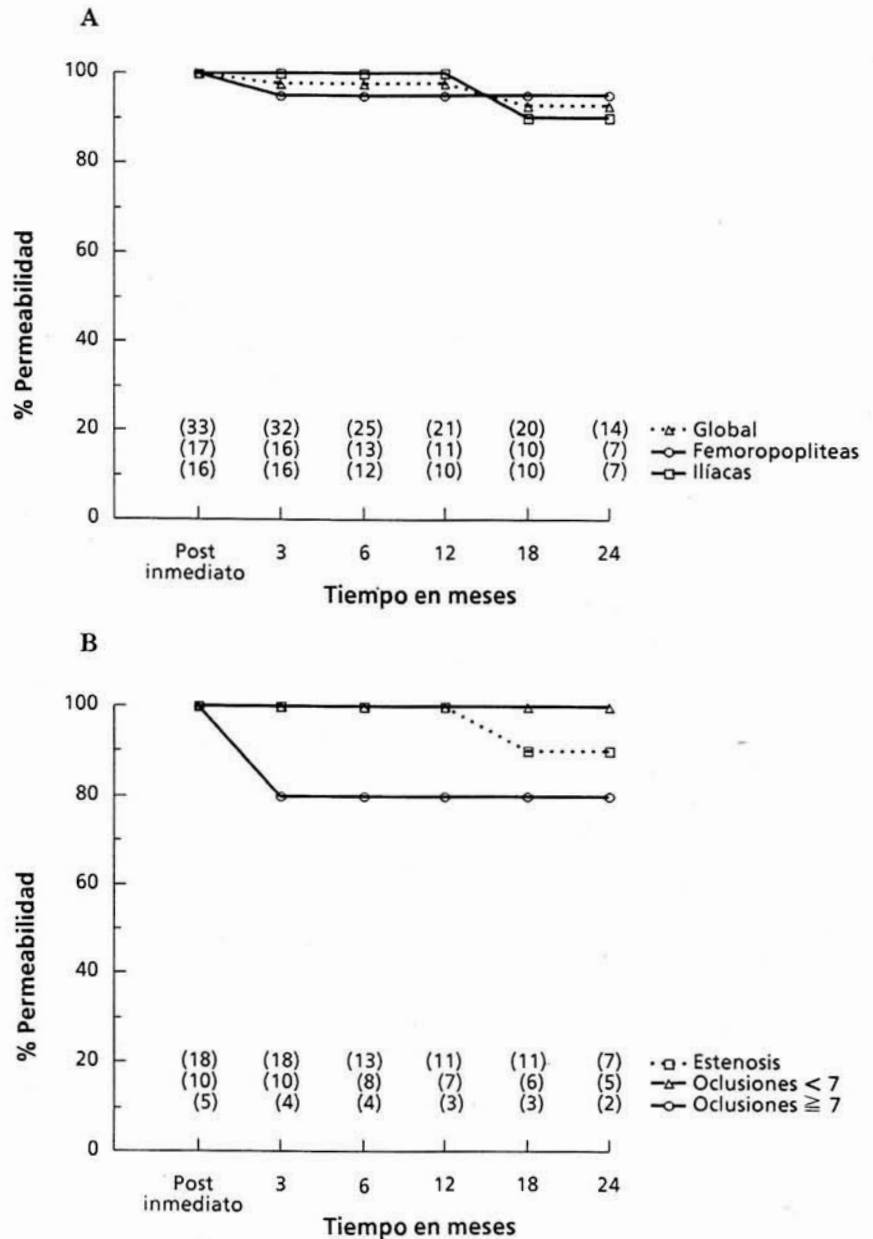 A
100
80
60
40
20
0
% Permeabilidad
(33) (32) (25) (21) (20) (14) Global
(17) (16) (13) (11) (10) (7) Femoropopliteas
(16) (16) (12) (10) (10) (7) Ilíacas
Post inmediato 3 6 12 18 24
Tiempo en meses
B
100
80
60
40
20
0
% Permeabilidad
(18) (18) (13) (11) (11) (7) Estenosis
(10) (10) (8) (7) (6) (5) Oclusiones < 7
(5) (4) (4) (3) (3) (2) Oclusiones ≧ 7
Post inmediato 3 6 12 18 24
Tiempo en meses